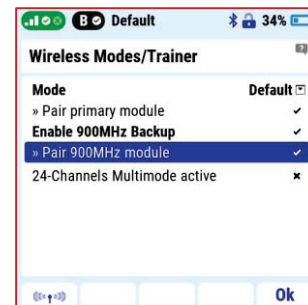 B Default 34%
Wireless Modes/Trainer
Mode Default
» Pair primary module
Enable 900MHz Backup
» Pair 900MHz module
24-Channels Multimode active
Ok